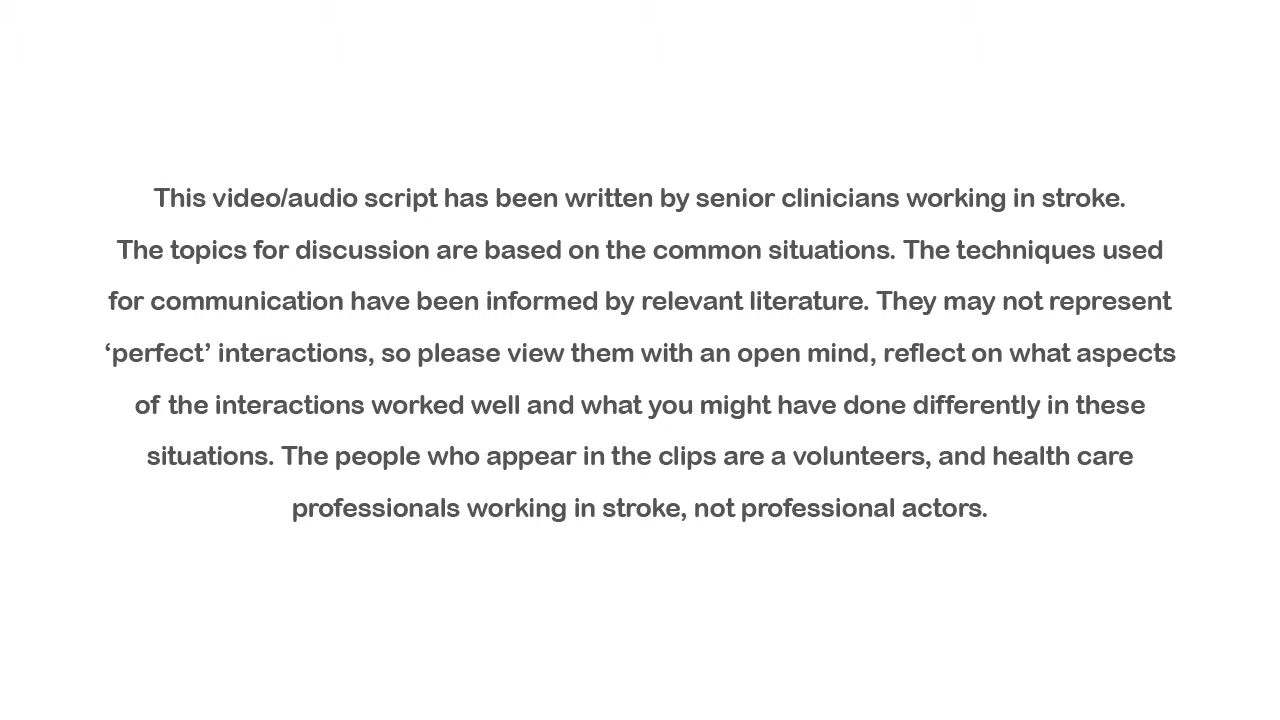 This video/audio script has been written by senior clinicians working in stroke.
The topics for discussion are based on the common situations. The techniques used
for communication have been informed by relevant literature. They may not represent
‘perfect’ interactions, so please view them with an open mind, reflect on what aspects
of the interactions worked well and what you might have done differently in these
situations. The people who appear in the clips are a volunteers, and health care
professionals working in stroke, not professional actors.